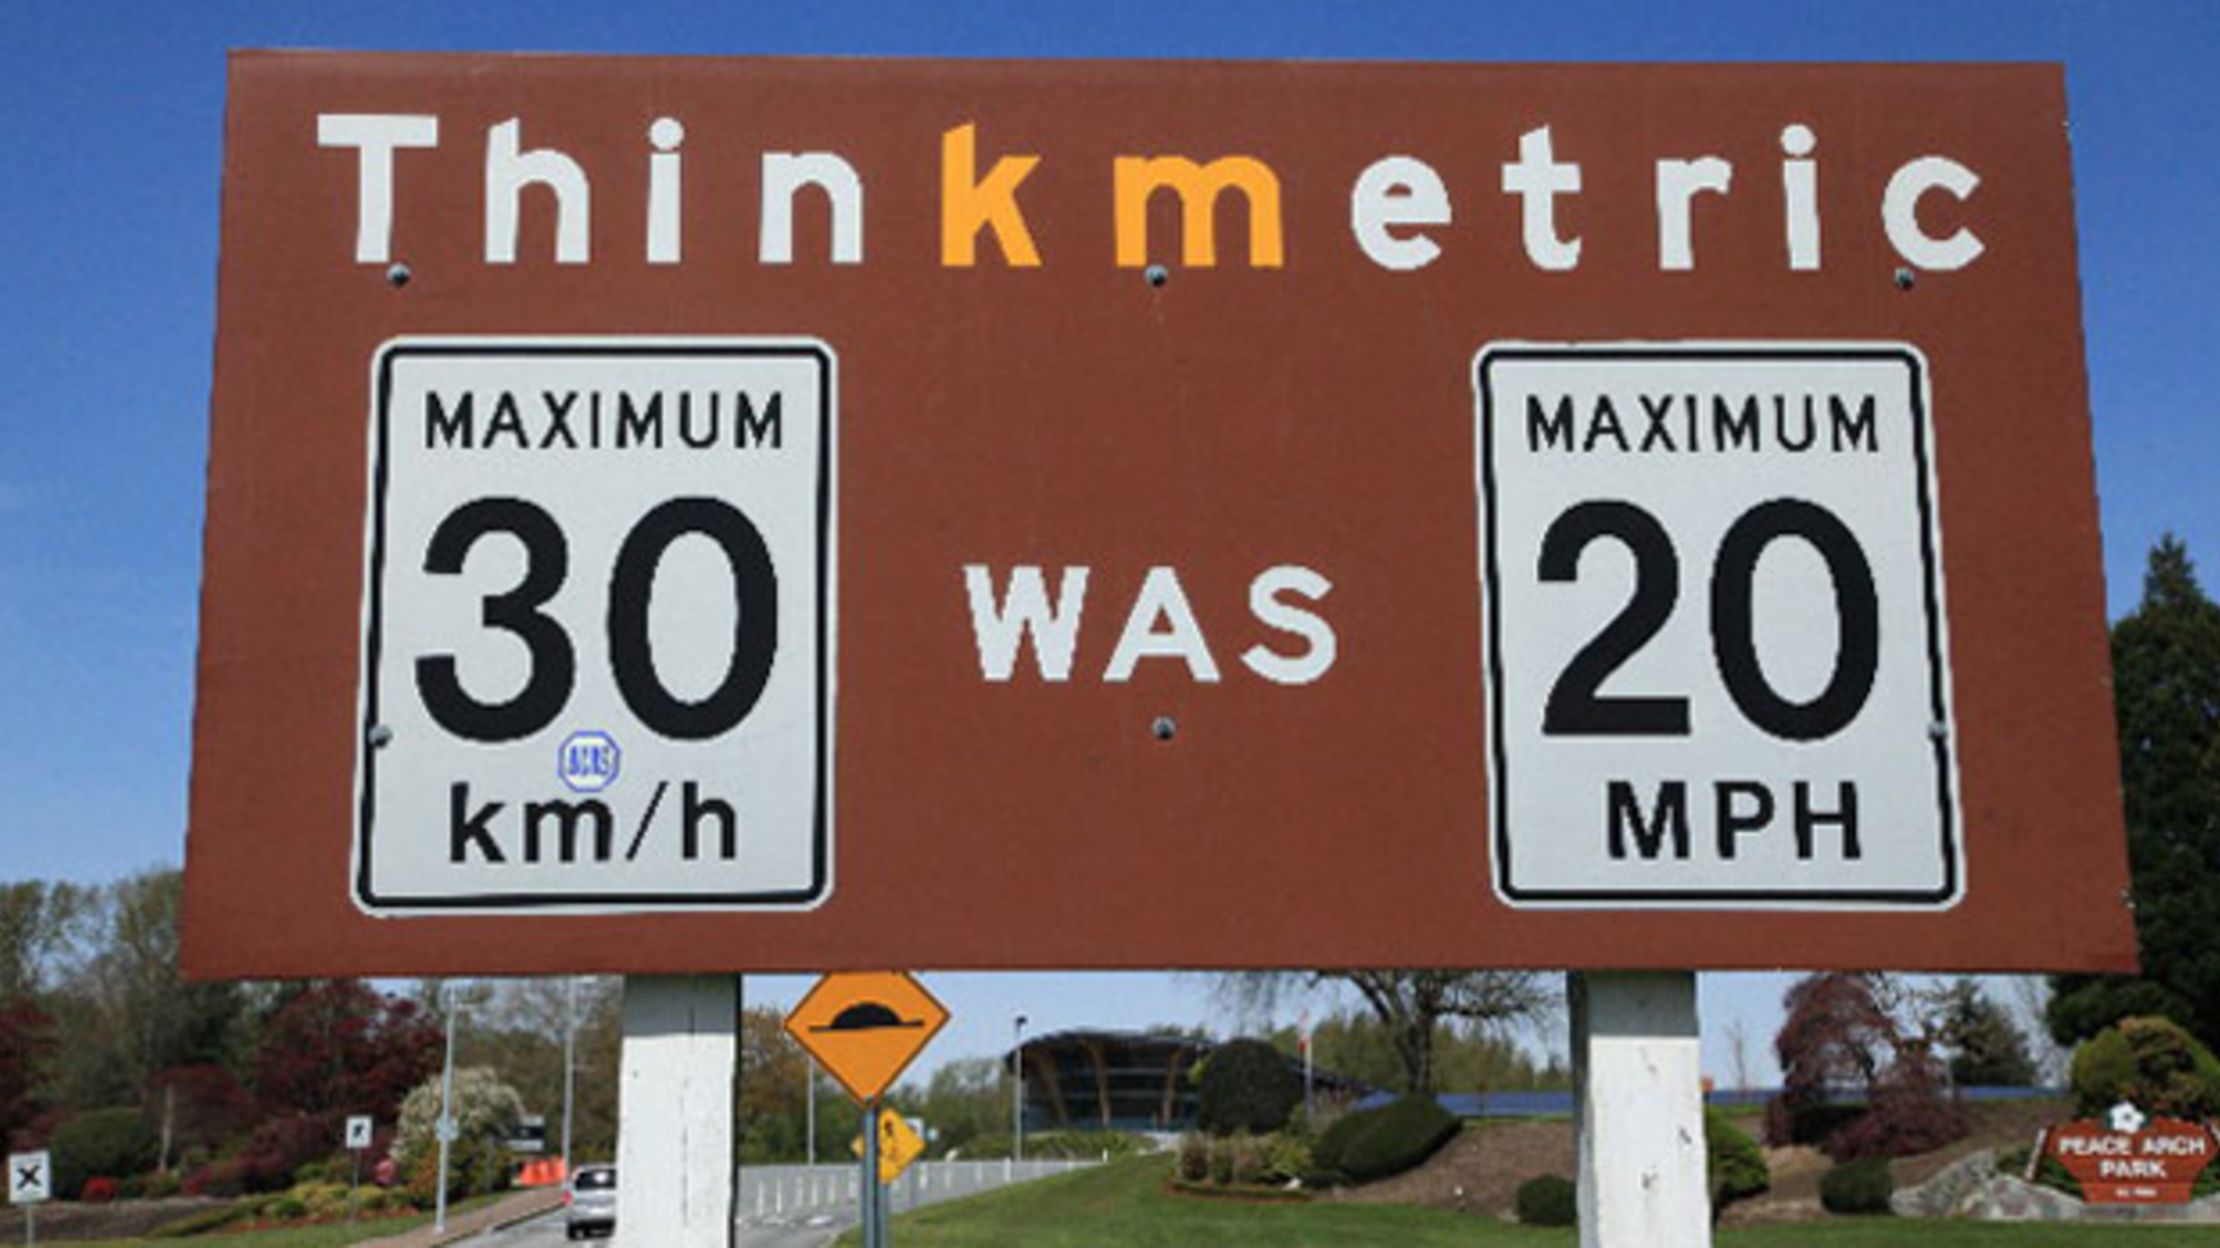 Thinkmetric
MAXIMUM
30
km/h
WAS
MAXIMUM
20
MPH
PEACE ARCH
PARK